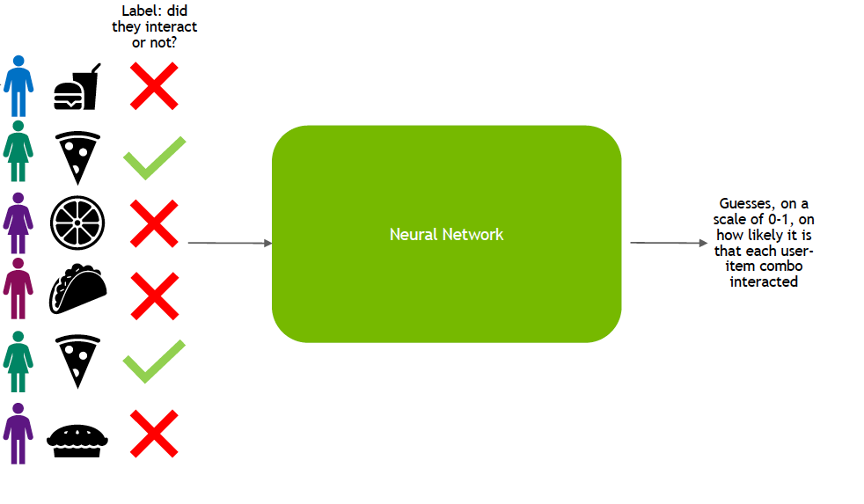 Label: did
they interact
or not?
Neural Network
Guesses, on a
scale of 0-1, on
how likely it is
that each user-
item combo
interacted